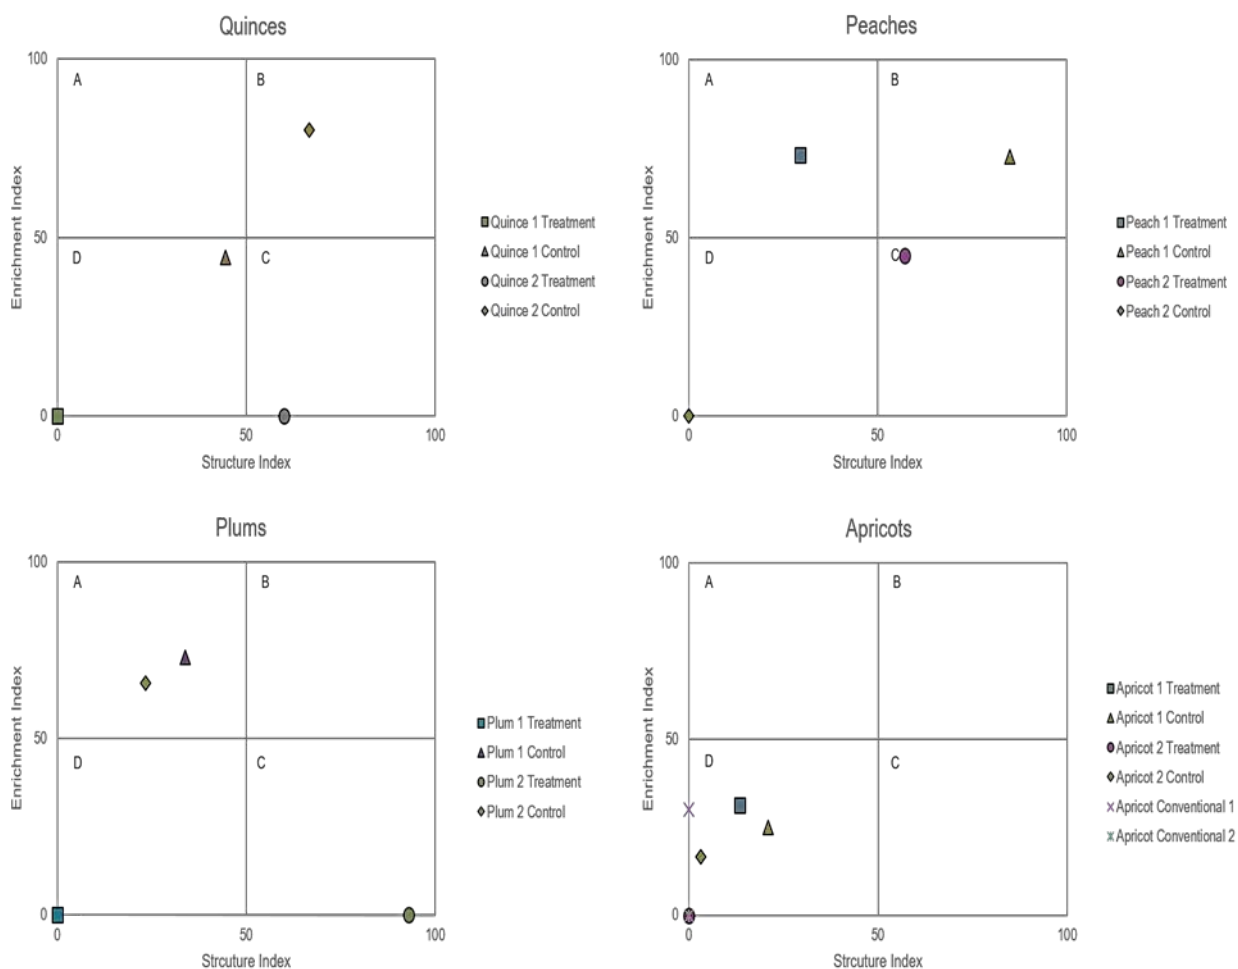 Quinces
100
A
B
Enrichment Index
50
D
C
0
0
50
100
Structure Index
Quince 1 Treatment
Quince 1 Control
Quince 2 Treatment
Quince 2 Control
Peaches
100
A
B
Enrichment Index
50
D
C
0
0
50
100
Strcuture Index
Peach 1 Treatment
Peach 1 Control
Peach 2 Treatment
Peach 2 Control
Plums
100
A
B
Enrichment Index
50
D
C
0
0
50
100
Strcuture Index
Plum 1 Treatment
Plum 1 Control
Plum 2 Treatment
Plum 2 Control
Apricots
100
A
B
Enrichment Index
50
D
C
0
0
50
100
Strcuture Index
Apricot 1 Treatment
Apricot 1 Control
Apricot 2 Treatment
Apricot 2 Control
Apricot Conventional 1
Apricot Conventional 2